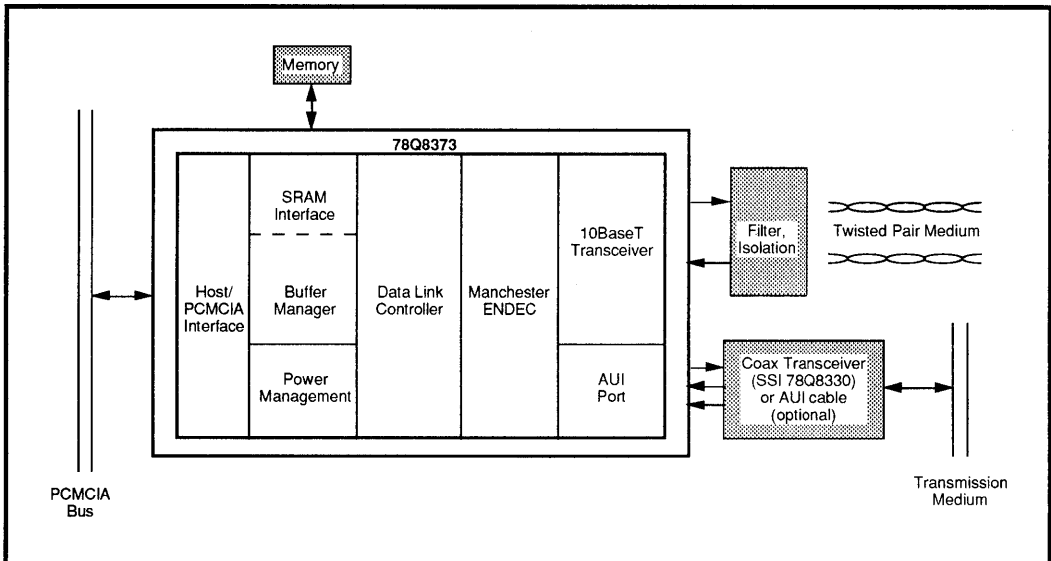 Memory
78Q8373
SRAM
Interface
10BaseT
Transceiver
Filter,
Isolation
Twisted Pair Medium
Host/
PCMCIA
Interface
Buffer
Manager
Data Link
Controller
Manchester
ENDEC
Power
Management
AUI
Port
Coax Transceiver
(SSI 78Q8330)
or AUI cable
(optional)
PCMCIA
Bus
Transmission
Medium